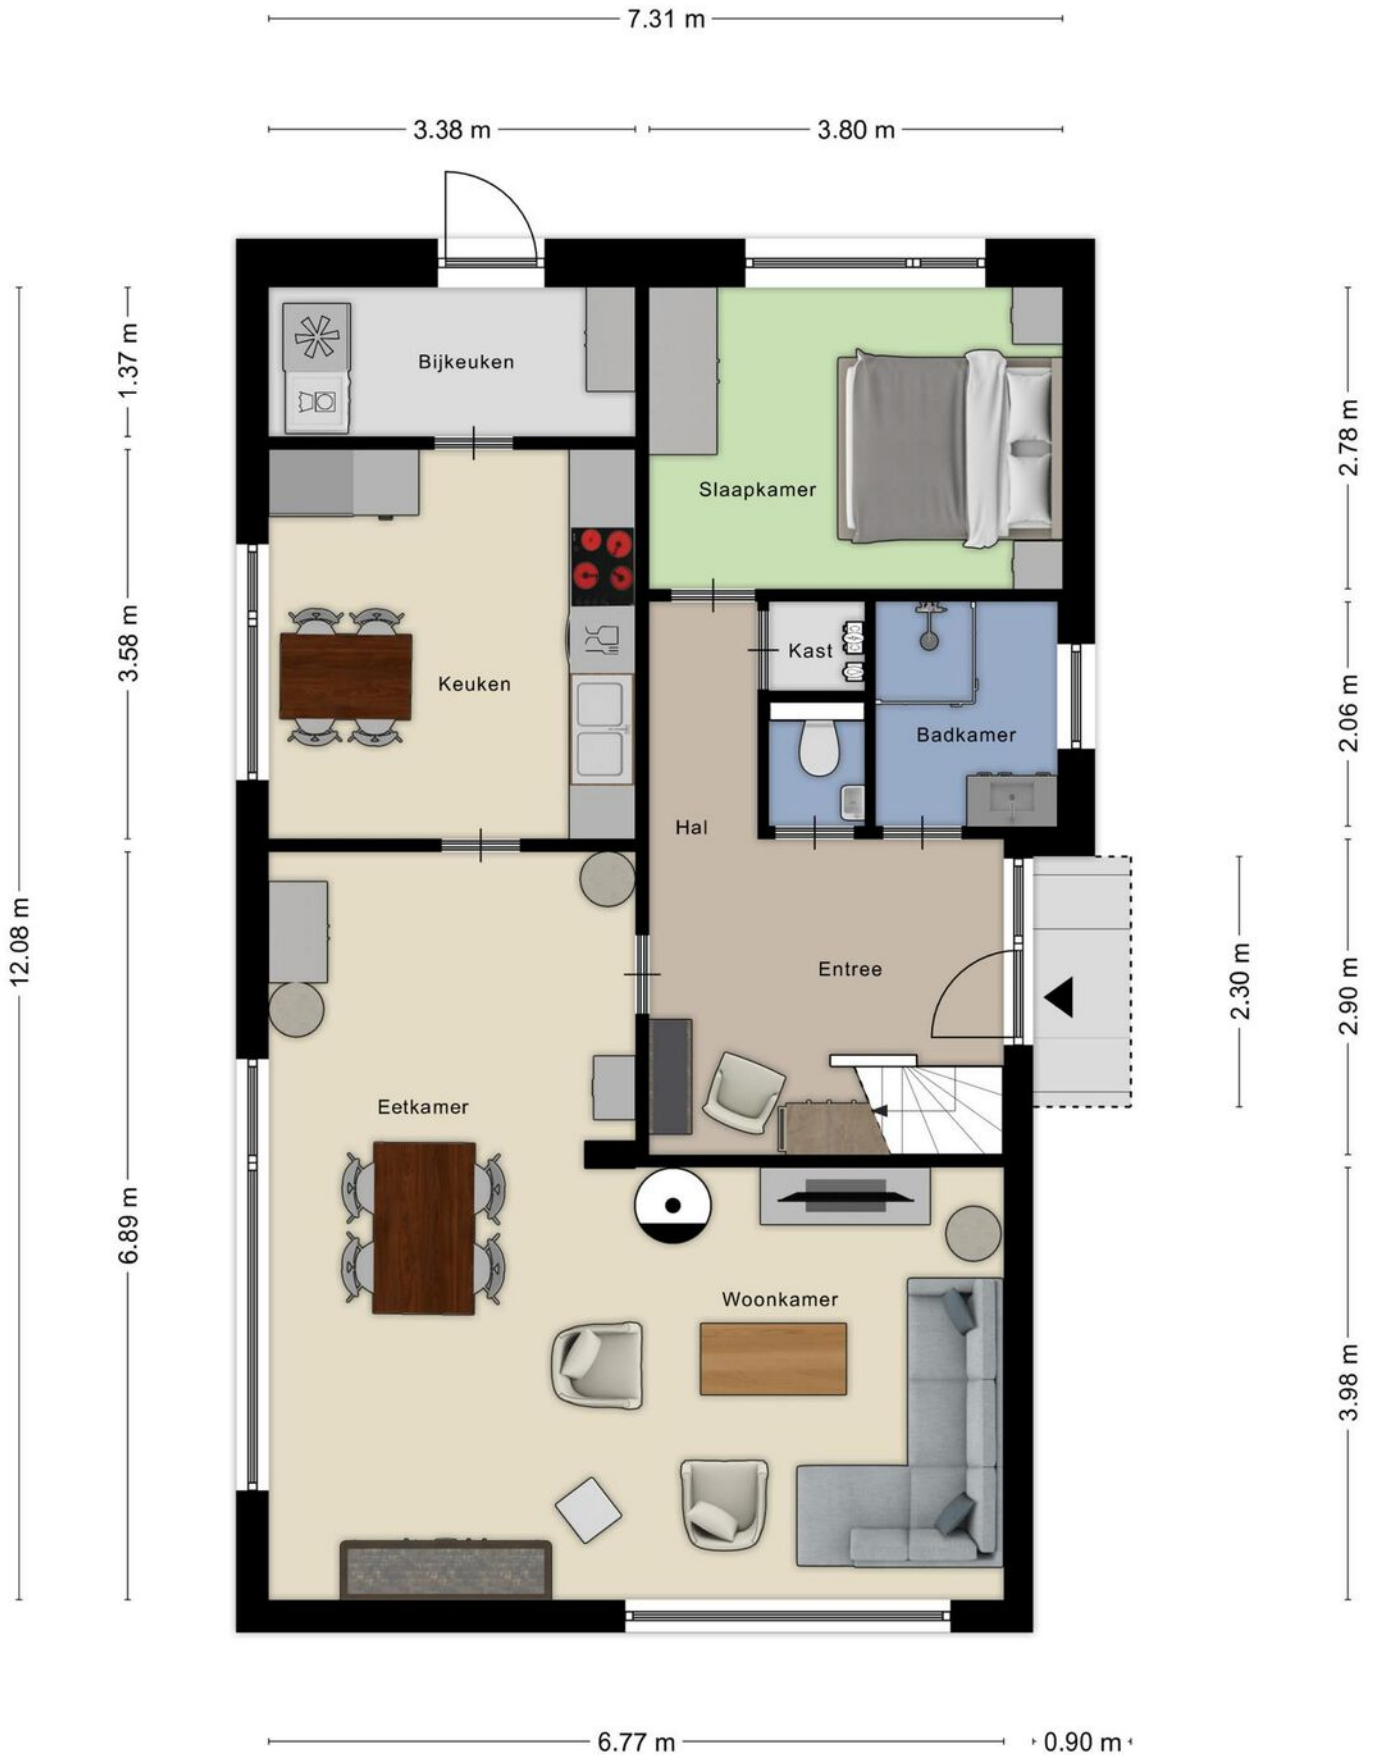 7.31 m
3.38 m
3.80 m
1.37 m
Bijkeuken
2.78 m
Slaapkamer
3.58 m
Keuken
Kast
2.06 m
Badkamer
Hal
12.08 m
Entree
2.30 m
2.90 m
Eetkamer
6.89 m
Woonkamer
3.98 m
6.77 m
0.90 m